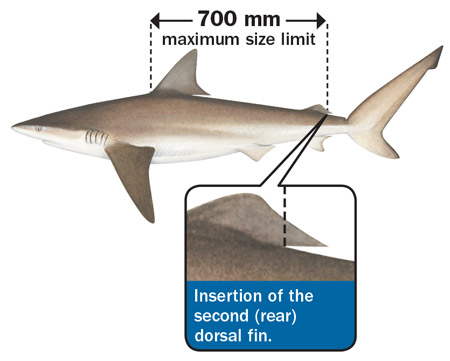 700 mm
maximum size limit
Insertion of the
second (rear)
dorsal fin.